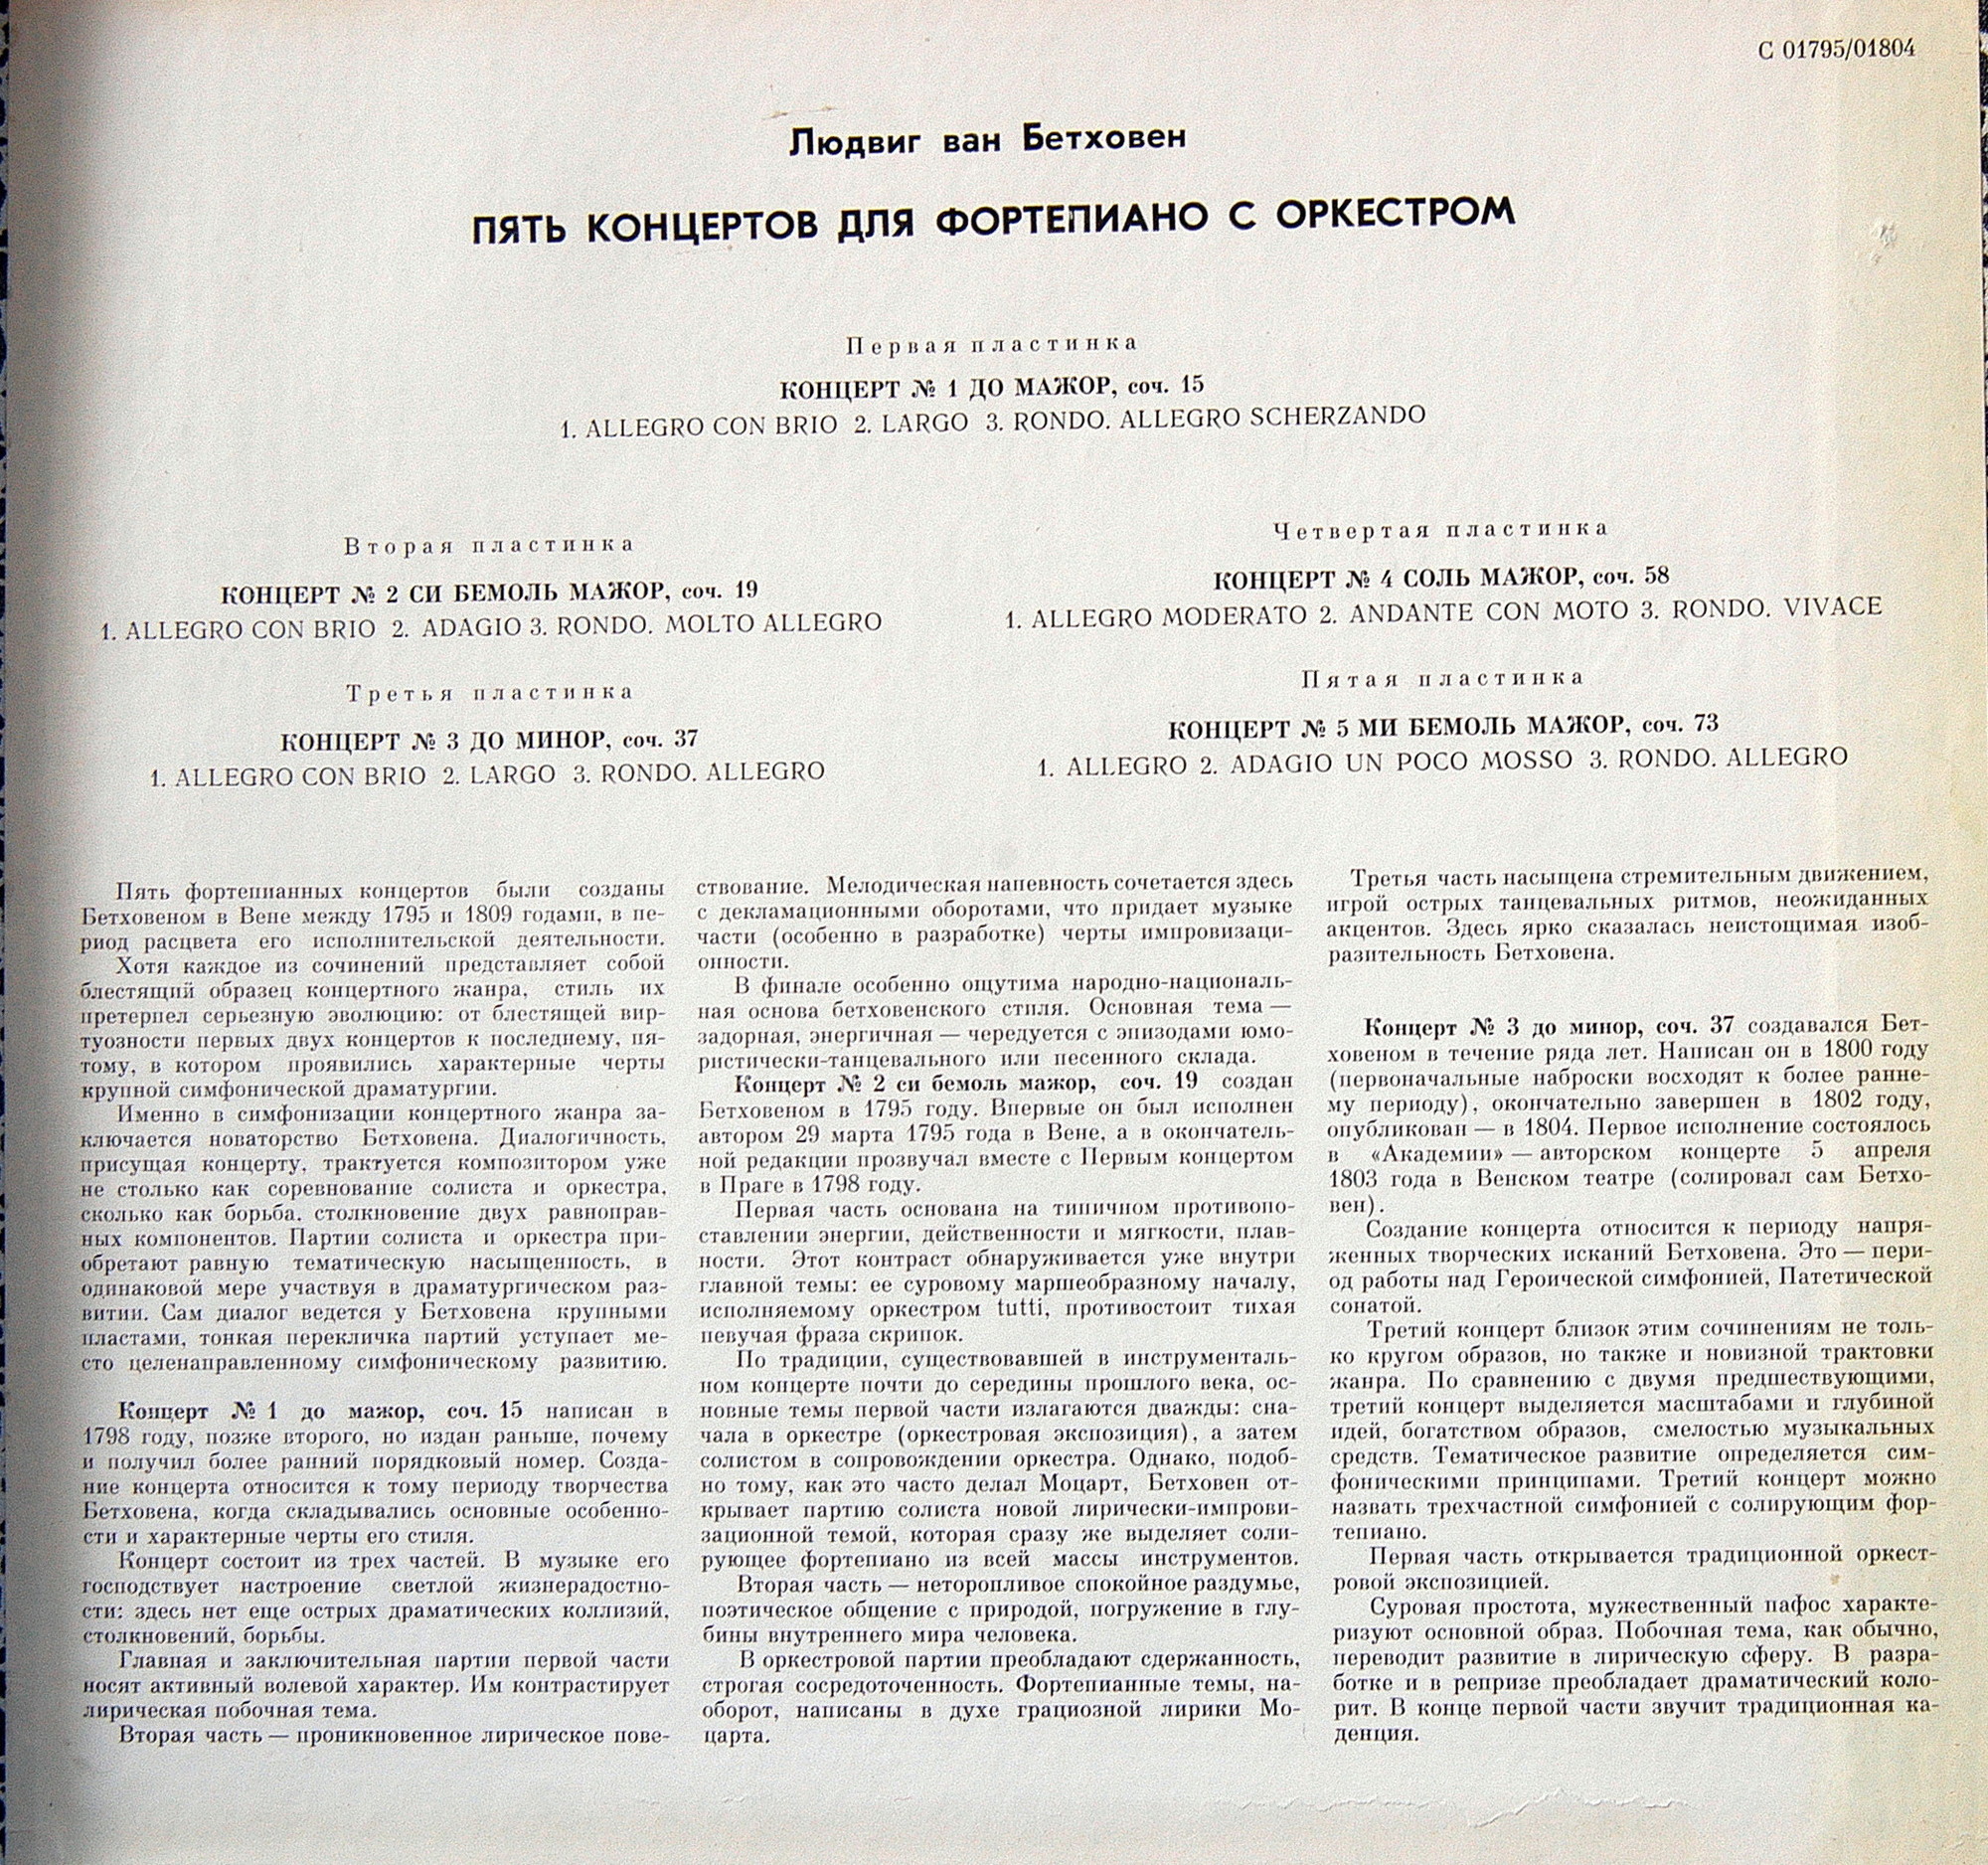 С 01795/01804
Людвиг ван Бетховен
ПЯТЬ КОНЦЕРТОВ ДЛЯ ФОРТЕПИАНО С ОРКЕСТРОМ
Первая пластинка
КОНЦЕРТ № 1 ДО МАЖОР, соч. 15
1. ALLEGRO CON BRIO 2. LARGO 3. RONDO. ALLEGRO SCHERZANDO
Вторая пластинка
КОНЦЕРТ № 2 СИ БЕМОЛЬ МАЖОР, соч. 19
1. ALLEGRO CON BRIO 2. ADAGIO 3. RONDO. MOLTO ALLEGRO
Третья пластинка
КОНЦЕРТ № 3 ДО МИНОР, соч. 37
1. ALLEGRO CON BRIO 2. LARGO 3. RONDO. ALLEGRO
Четвертая пластинка
КОНЦЕРТ № 4 СОЛЬ МАЖОР, соч. 58
1. ALLEGRO MODERATO 2. ANDANTE CON MOTO 3. RONDO. VIVACE
Пятая пластинка
КОНЦЕРТ № 5 МИ БЕМОЛЬ МАЖОР, соч. 73
1. ALLEGRO 2. ADAGIO UN POCO MOSSO 3. RONDO. ALLEGRO
Пять фортепианных концертов были созданы
Бетховеном в Вене между 1795 и 1809 годами, в пе-
риод расцвета его исполнительской деятельности.
Хотя каждое из сочинений представляет собой
блестящий образец концертного жанра, стиль их
претерпел серьезную эволюцию: от блестящей вир-
туозности первых двух концертов к последнему, пя-
тому, в котором проявились характерные черты
крупной симфонической драматургии.
Именно в симфонизации концертного жанра за-
ключается новаторство Бетховена. Диалогичность,
присущая концерту, трактуется композитором уже
не столько как соревнование солиста и оркестра,
сколько как борьба, столкновение двух равноправ-
ных компонентов. Партии солиста и оркестра при-
обретают равную тематическую насыщенность, в
одинаковой мере участвуя в драматургическом раз-
витии. Сам диалог ведется у Бетховена крупными
пластами, тонкая перекличка партий уступает ме-
сто целенаправленному симфоническому развитию.
Концерт № 1 до мажор, соч. 15 написан в
1798 году, позже второго, но издан раньше, почему
и получил более ранний порядковый номер. Созда-
ние концерта относится к тому периоду творчества
Бетховена, когда складывались основные особенно-
сти и характерные черты его стиля.
Концерт состоит из трех частей. В музыке его
господствует настроение светлой жизнерадостно-
сти: здесь нет еще острых драматических коллизий,
столкновений, борьбы.
Главная и заключительная партии первой части
носят активный волевой характер. Им контрастирует
лирическая побочная тема.
Вторая часть — проникновенное лирическое пове-
ствование. Мелодическая напевность сочетается здесь
с декламационными оборотами, что придает музыке
части (особенно в разработке) черты импровизаци-
онности.
В финале особенно ощутима народно-националь-
ная основа бетховенского стиля. Основная тема —
задорная, энергичная — чередуется с эпизодами юмо-
ристически-танцевального или песенного склада.
Концерт № 2 си бемоль мажор, соч. 19 создан
Бетховеном в 1795 году. Впервые он был исполнен
автором 29 марта 1795 года в Вене, а в окончатель-
ной редакции прозвучал вместе с Первым концертом
в Праге в 1798 году.
Первая часть основана на типичном противопо-
ставлении энергии, действенности и мягкости, плав-
ности. Этот контраст обнаруживается уже внутри
главной темы: ее суровому маршеобразному началу,
исполняемому оркестром tutti, противостоит тихая
певучая фраза скрипок.
По традиции, существовавшей в инструменталь-
ном концерте почти до середины прошлого века, ос-
новные темы первой части излагаются дважды: сна-
чала в оркестре (оркестровая экспозиция), а затем
солистом в сопровождении оркестра. Однако, подоб-
но тому, как это часто делал Моцарт, Бетховен от-
крывает партию солиста новой лирически-импрови-
зационной темой, которая сразу же выделяет соли-
рующее фортепиано из всей массы инструментов.
Вторая часть — неторопливое спокойное раздумье,
поэтическое общение с природой, погружение в глу-
бины внутреннего мира человека.
В оркестровой партии преобладают сдержанность,
строгая сосредоточенность. Фортепианные темы, на-
оборот, написаны в духе грациозной лирики Мо-
царта.
Третья часть насыщена стремительным движением,
игрой острых танцевальных ритмов, неожиданных
акцентов. Здесь ярко сказалась неистощимая изоб-
разительность Бетховена.
Концерт № 3 до минор, соч. 37 создавался Бет-
ховеном в течение ряда лет. Написан он в 1800 году
(первоначальные наброски восходят к более ранне-
му периоду), окончательно завершен в 1802 году,
опубликован — в 1804. Первое исполнение состоялось
в «Академии» — авторском концерте 5 апреля
1803 года в Венском театре (солировал сам Бетхо-
вен).
Создание концерта относится к периоду напря-
женных творческих исканий Бетховена. Это — пери-
од работы над Героической симфонией, Патетической
сонатой.
Третий концерт близок этим сочинениям не толь-
ко кругом образов, но также и новизной трактовки
жанра. По сравнению с двумя предшествующими,
третий концерт выделяется масштабами и глубиной
идей, богатством образов, смелостью музыкальных
средств. Тематическое развитие определяется сим-
фоническими принципами. Третий концерт можно
назвать трехчастной симфонией с солирующим фор-
тепиано.
Первая часть открывается традиционной оркест-
ровой экспозицией.
Суровая простота, мужественный пафос характе-
ризуют основной образ. Побочная тема, как обычно,
переводит развитие в лирическую сферу. В разра-
ботке и в репризе преобладает драматический коло-
рит. В конце первой части звучит традиционная ка-
денция.